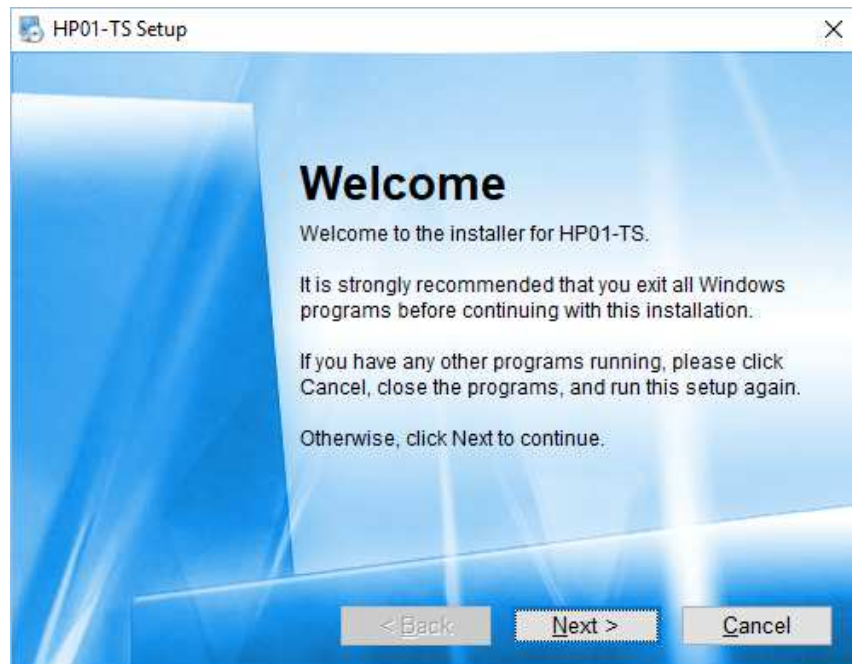 HP01-TS Setup
Welcome
Welcome to the installer for HP01-TS.
It is strongly recommended that you exit all Windows
programs before continuing with this installation.
If you have any other programs running, please click
Cancel, close the programs, and run this setup again.
Otherwise, click Next to continue.
< Back Next > Cancel